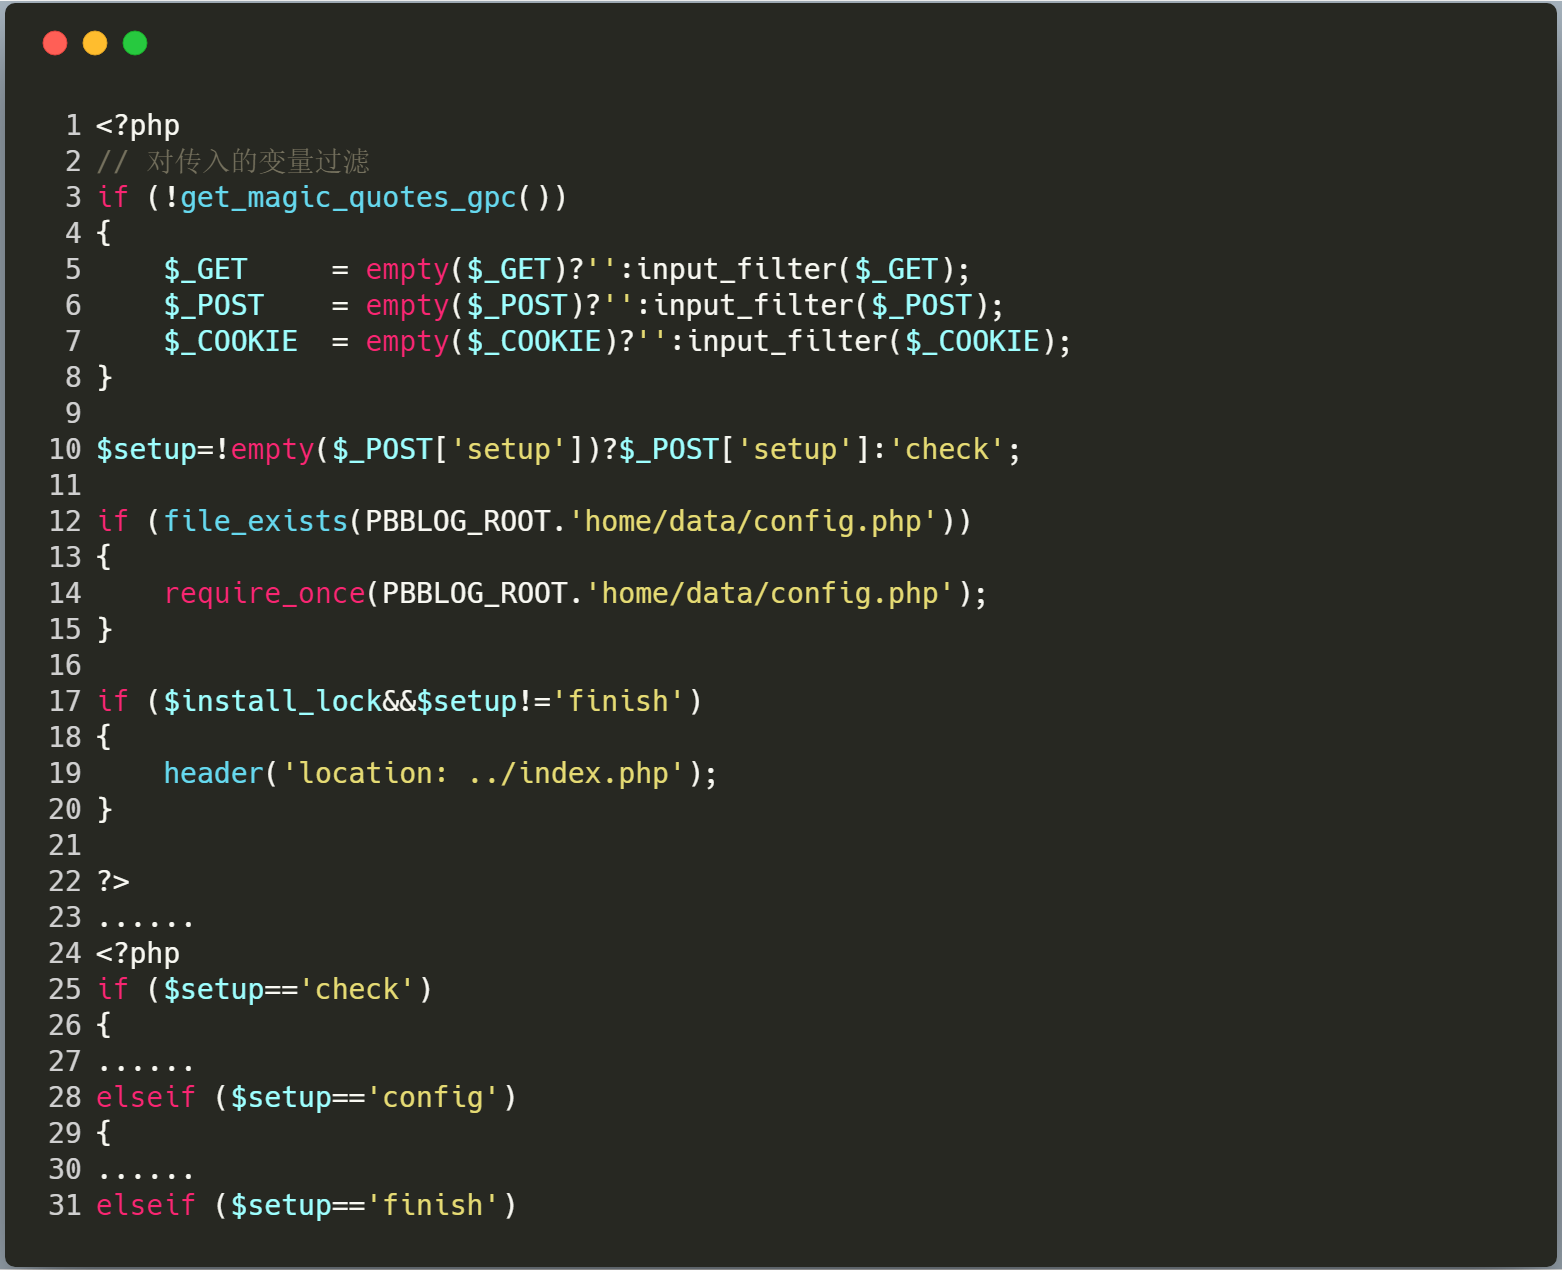 1 <?php
2 // 对传入的变量过滤
3 if (!get_magic_quotes_gpc())
4 {
5     $_GET     = empty($_GET)?'':input_filter($_GET);
6     $_POST    = empty($_POST)?'':input_filter($_POST);
7     $_COOKIE  = empty($_COOKIE)?'':input_filter($_COOKIE);
8 }
9
10 $setup=!empty($_POST['setup'])?$_POST['setup']:'check';
11
12 if (file_exists(PBBLOG_ROOT.'home/data/config.php'))
13 {
14     require_once(PBBLOG_ROOT.'home/data/config.php');
15 }
16
17 if ($install_lock&&$setup!='finish')
18 {
19     header('location: ../index.php');
20 }
21
22 ?>
23 ......
24 <?php
25 if ($setup=='check')
26 {
27 ......
28 elseif ($setup=='config')
29 {
30 ......
31 elseif ($setup=='finish')